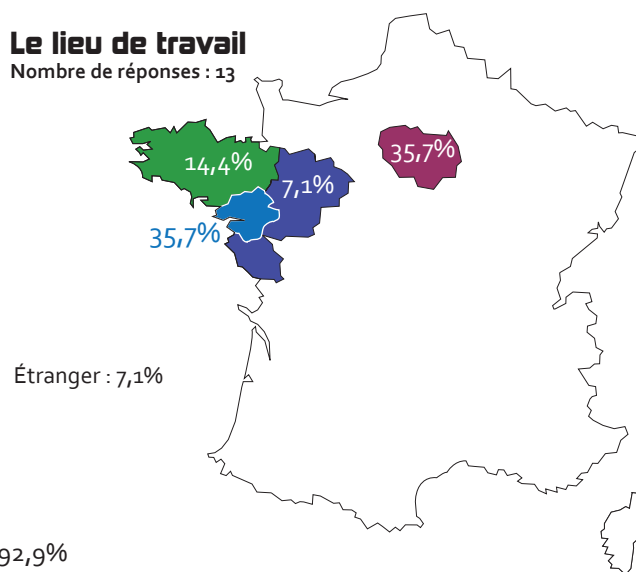 Le lieu de travail
Nombre de réponses : 13
14,4%
35,7%
7,1%
35,7%
Étranger : 7,1%
92,9%